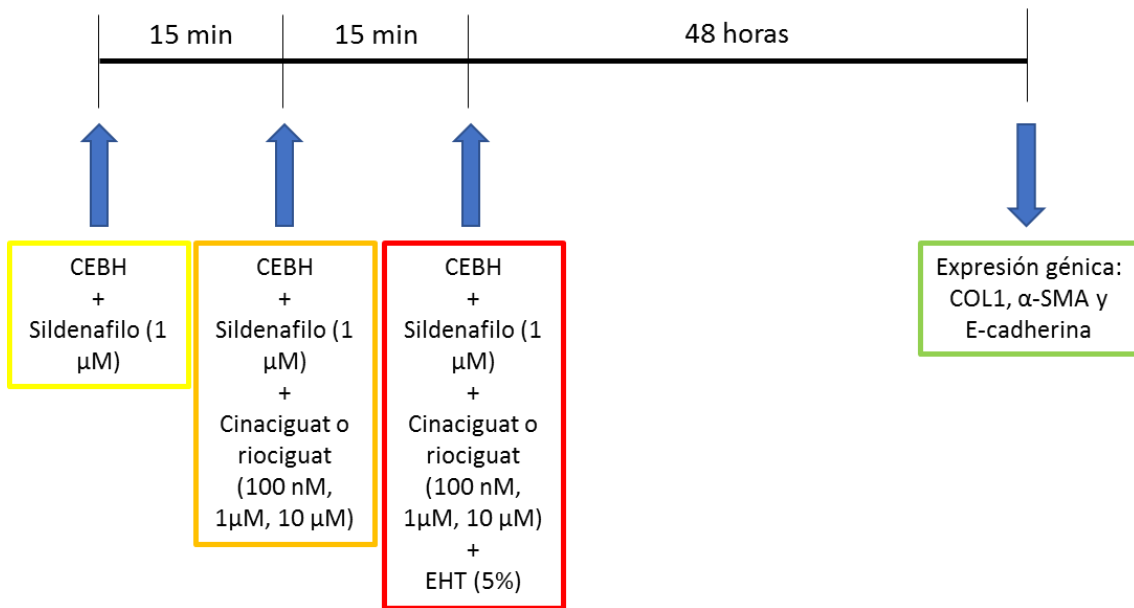 15 min
15 min
48 horas
CEBH
+
Sildenafilo (1
μM)
CEBH
+
Sildenafilo (1
μM)
+
Cinaciguat o
riociguat
(100 nM,
1μM, 10 μM)
CEBH
+
Sildenafilo (1
μM)
+
Cinaciguat o
riociguat
(100 nM,
1μM, 10 μM)
+
EHT (5%)
Expresión génica:
COL1, α-SMA y
E-cadherina